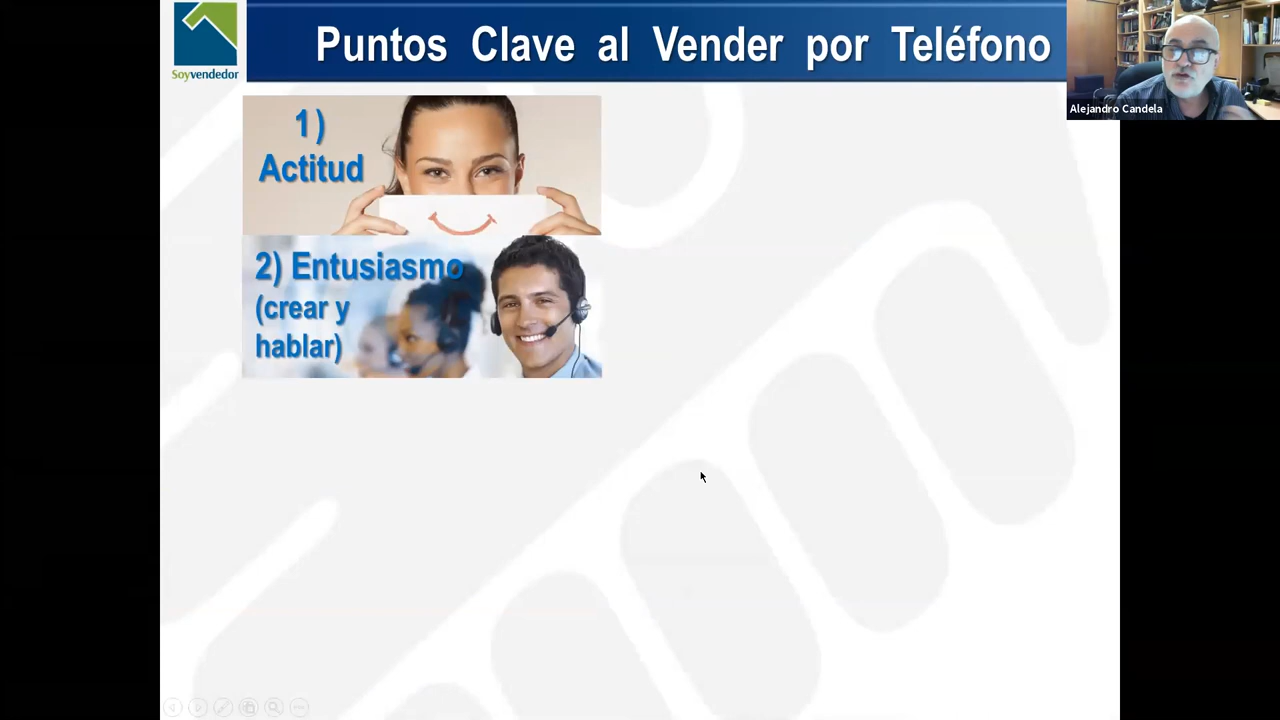 Soyvendedor
Puntos Clave al Vender por Teléfono
Alejandro Candela
1)
Actitud
2) Entusiasmo
(crear y
hablar)